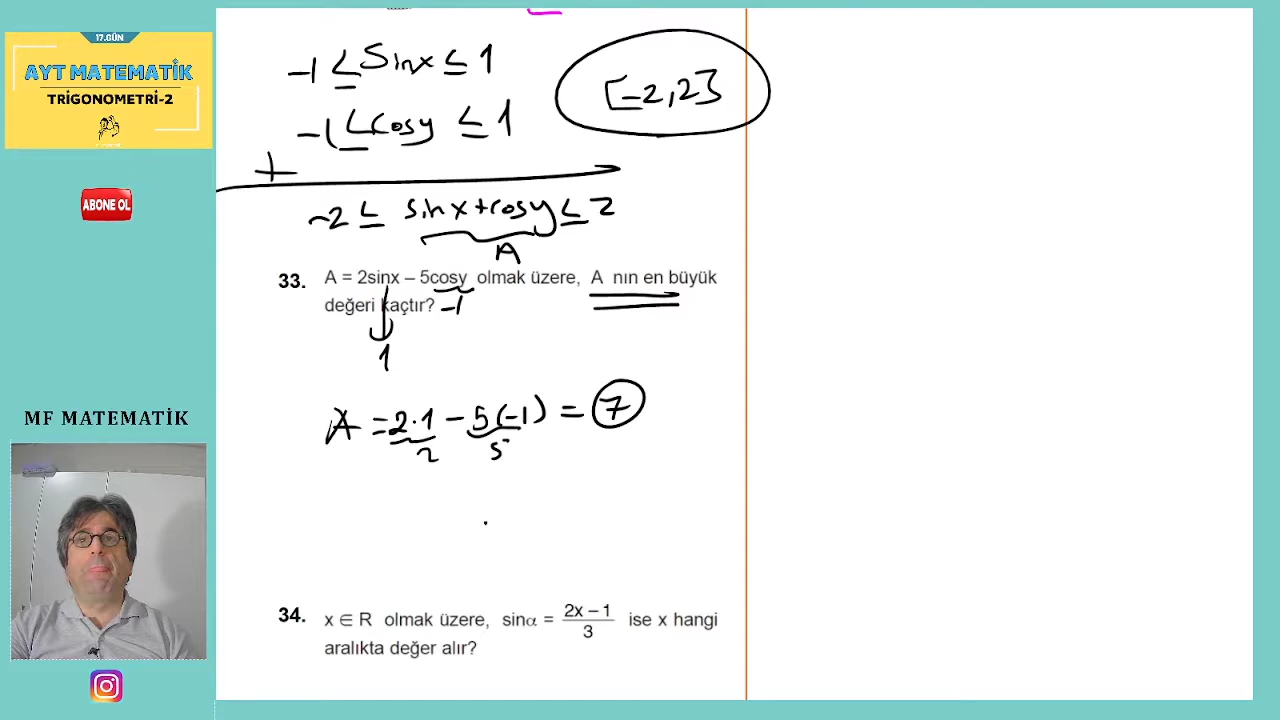 17.GÜN
AYT MATEMATİK
TRİGONOMETRİ-2
ABONE OL
MF MATEMATİK
-1 ≤ Sinx ≤ 1
-1 ≤ cosy ≤ 1
+
-2 ≤ sinx+cosy ≤ 2
A
[-2,2]
33. A = 2sinx – 5cosy olmak üzere, A nın en büyük
değeri kaçtır?
-1
1
A = 2.1 - 5(-1) = 7
2 5
34. x ∈ R olmak üzere, sinα = (2x – 1)/3 ise x hangi
aralıkta değer alır?